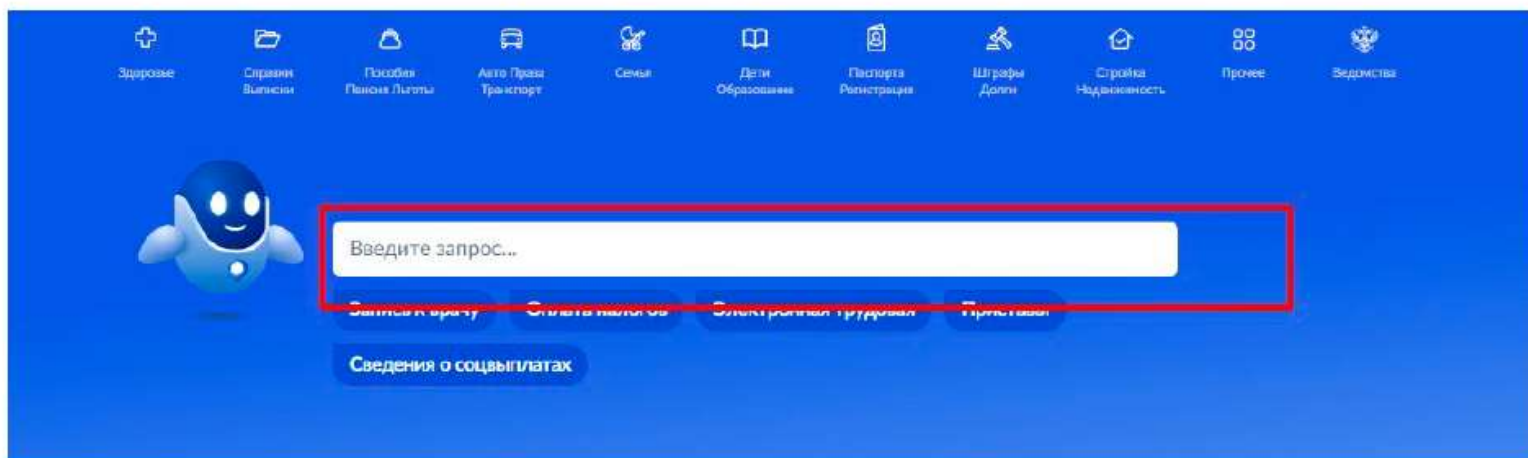 Здоровье
Справки
Выписки
Пособия
Пенсия Льготы
Авто Права
Транспорт
Семья
Дети
Образование
Паспорта
Регистрация
Штрафы
Долги
Стройка
Недвижимость
Прочее
Ведомства
Введите запрос...
Запись к врачу
Оплата налогов
Электронная трудовая
Приставы
Сведения о соцвыплатах